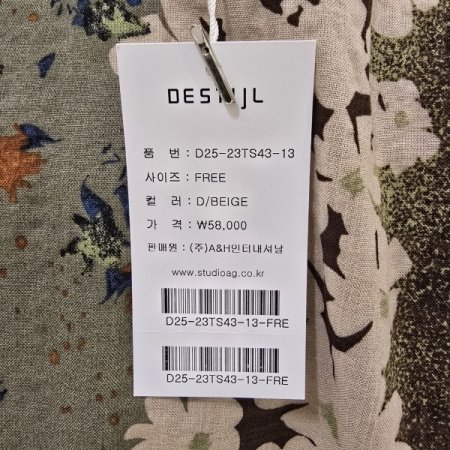 DESTIJL
품 번 : D25-23TS43-13
사이즈 : FREE
컬 러 : D/BEIGE
가 격 : ₩58,000
판매원 : (주)A&H인터내셔날
www.studioag.co.kr
D25-23TS43-13-FRE
D25-23TS43-13-FRE